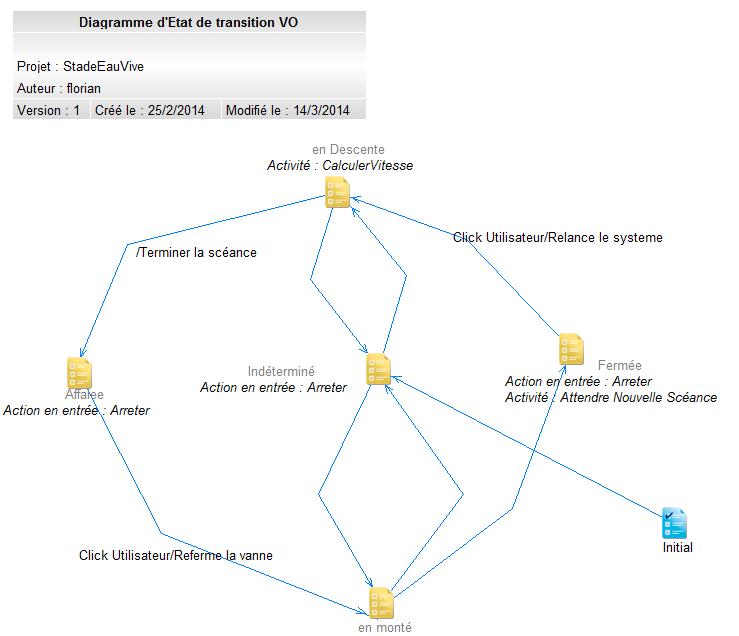 Diagramme d'Etat de transition VO
Projet : StadeEauVive
Auteur : florian
Version : 1 Créé le : 25/2/2014 Modifié le : 14/3/2014
en Descente
Activité : CalculerVitesse
Click Utilisateur/Relance le systeme
/Terminer la scéance
Indéterminé
Action en entrée : Arreter
Fermée
Action en entrée : Arreter
Activité : Attendre Nouvelle Scéance
Affalée
Action en entrée : Arreter
Initial
Click Utilisateur/Referme la vanne
en monté